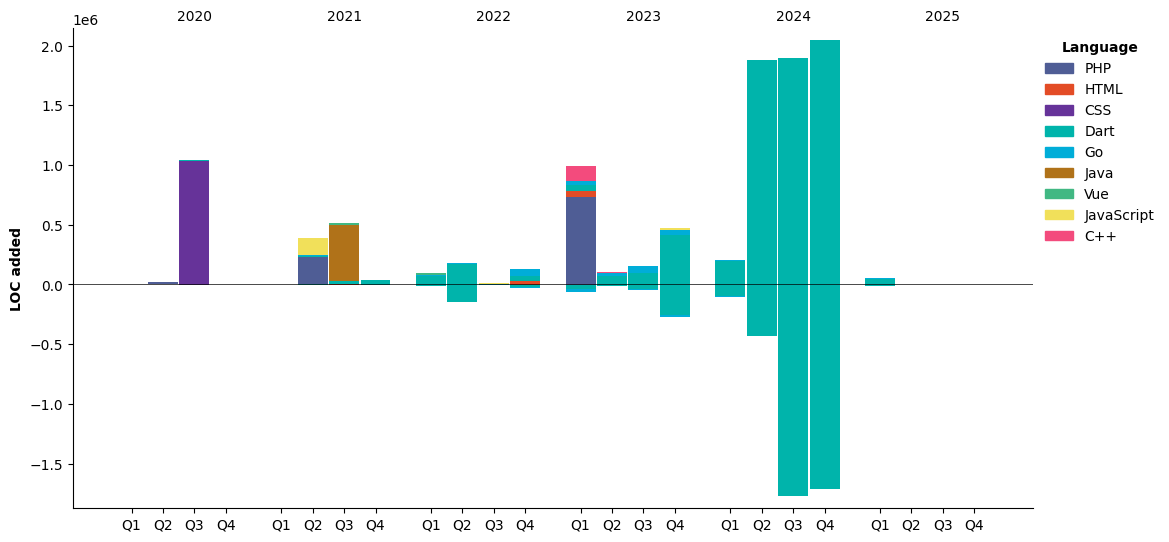 1e6
2020 2021 2022 2023 2024 2025
2.0
1.5
1.0
0.5
0.0
−0.5
−1.0
−1.5
LOC added
Q1 Q2 Q3 Q4 Q1 Q2 Q3 Q4 Q1 Q2 Q3 Q4 Q1 Q2 Q3 Q4 Q1 Q2 Q3 Q4 Q1 Q2 Q3 Q4
Language
PHP
HTML
CSS
Dart
Go
Java
Vue
JavaScript
C++